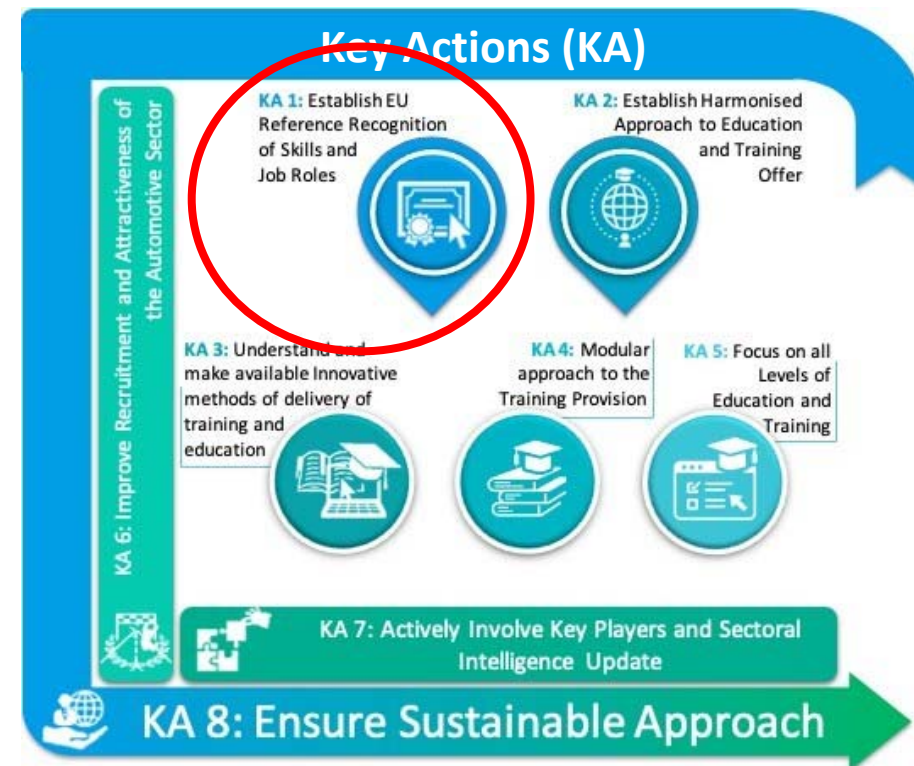 Key Actions (KA)
KA 6: Improve Recruitment and Attractiveness of
the Automotive Sector
KA 1: Establish EU
Reference Recognition
of Skills and
Job Roles
KA 2: Establish Harmonised
Approach to Education
and Training
Offer
KA 3: Understand and
make available Innovative
methods of delivery of
training and
education
KA 4: Modular
approach to the
Training Provision
KA 5: Focus on all
Levels of
Education and
Training
KA 7: Actively Involve Key Players and Sectoral
Intelligence Update
KA 8: Ensure Sustainable Approach